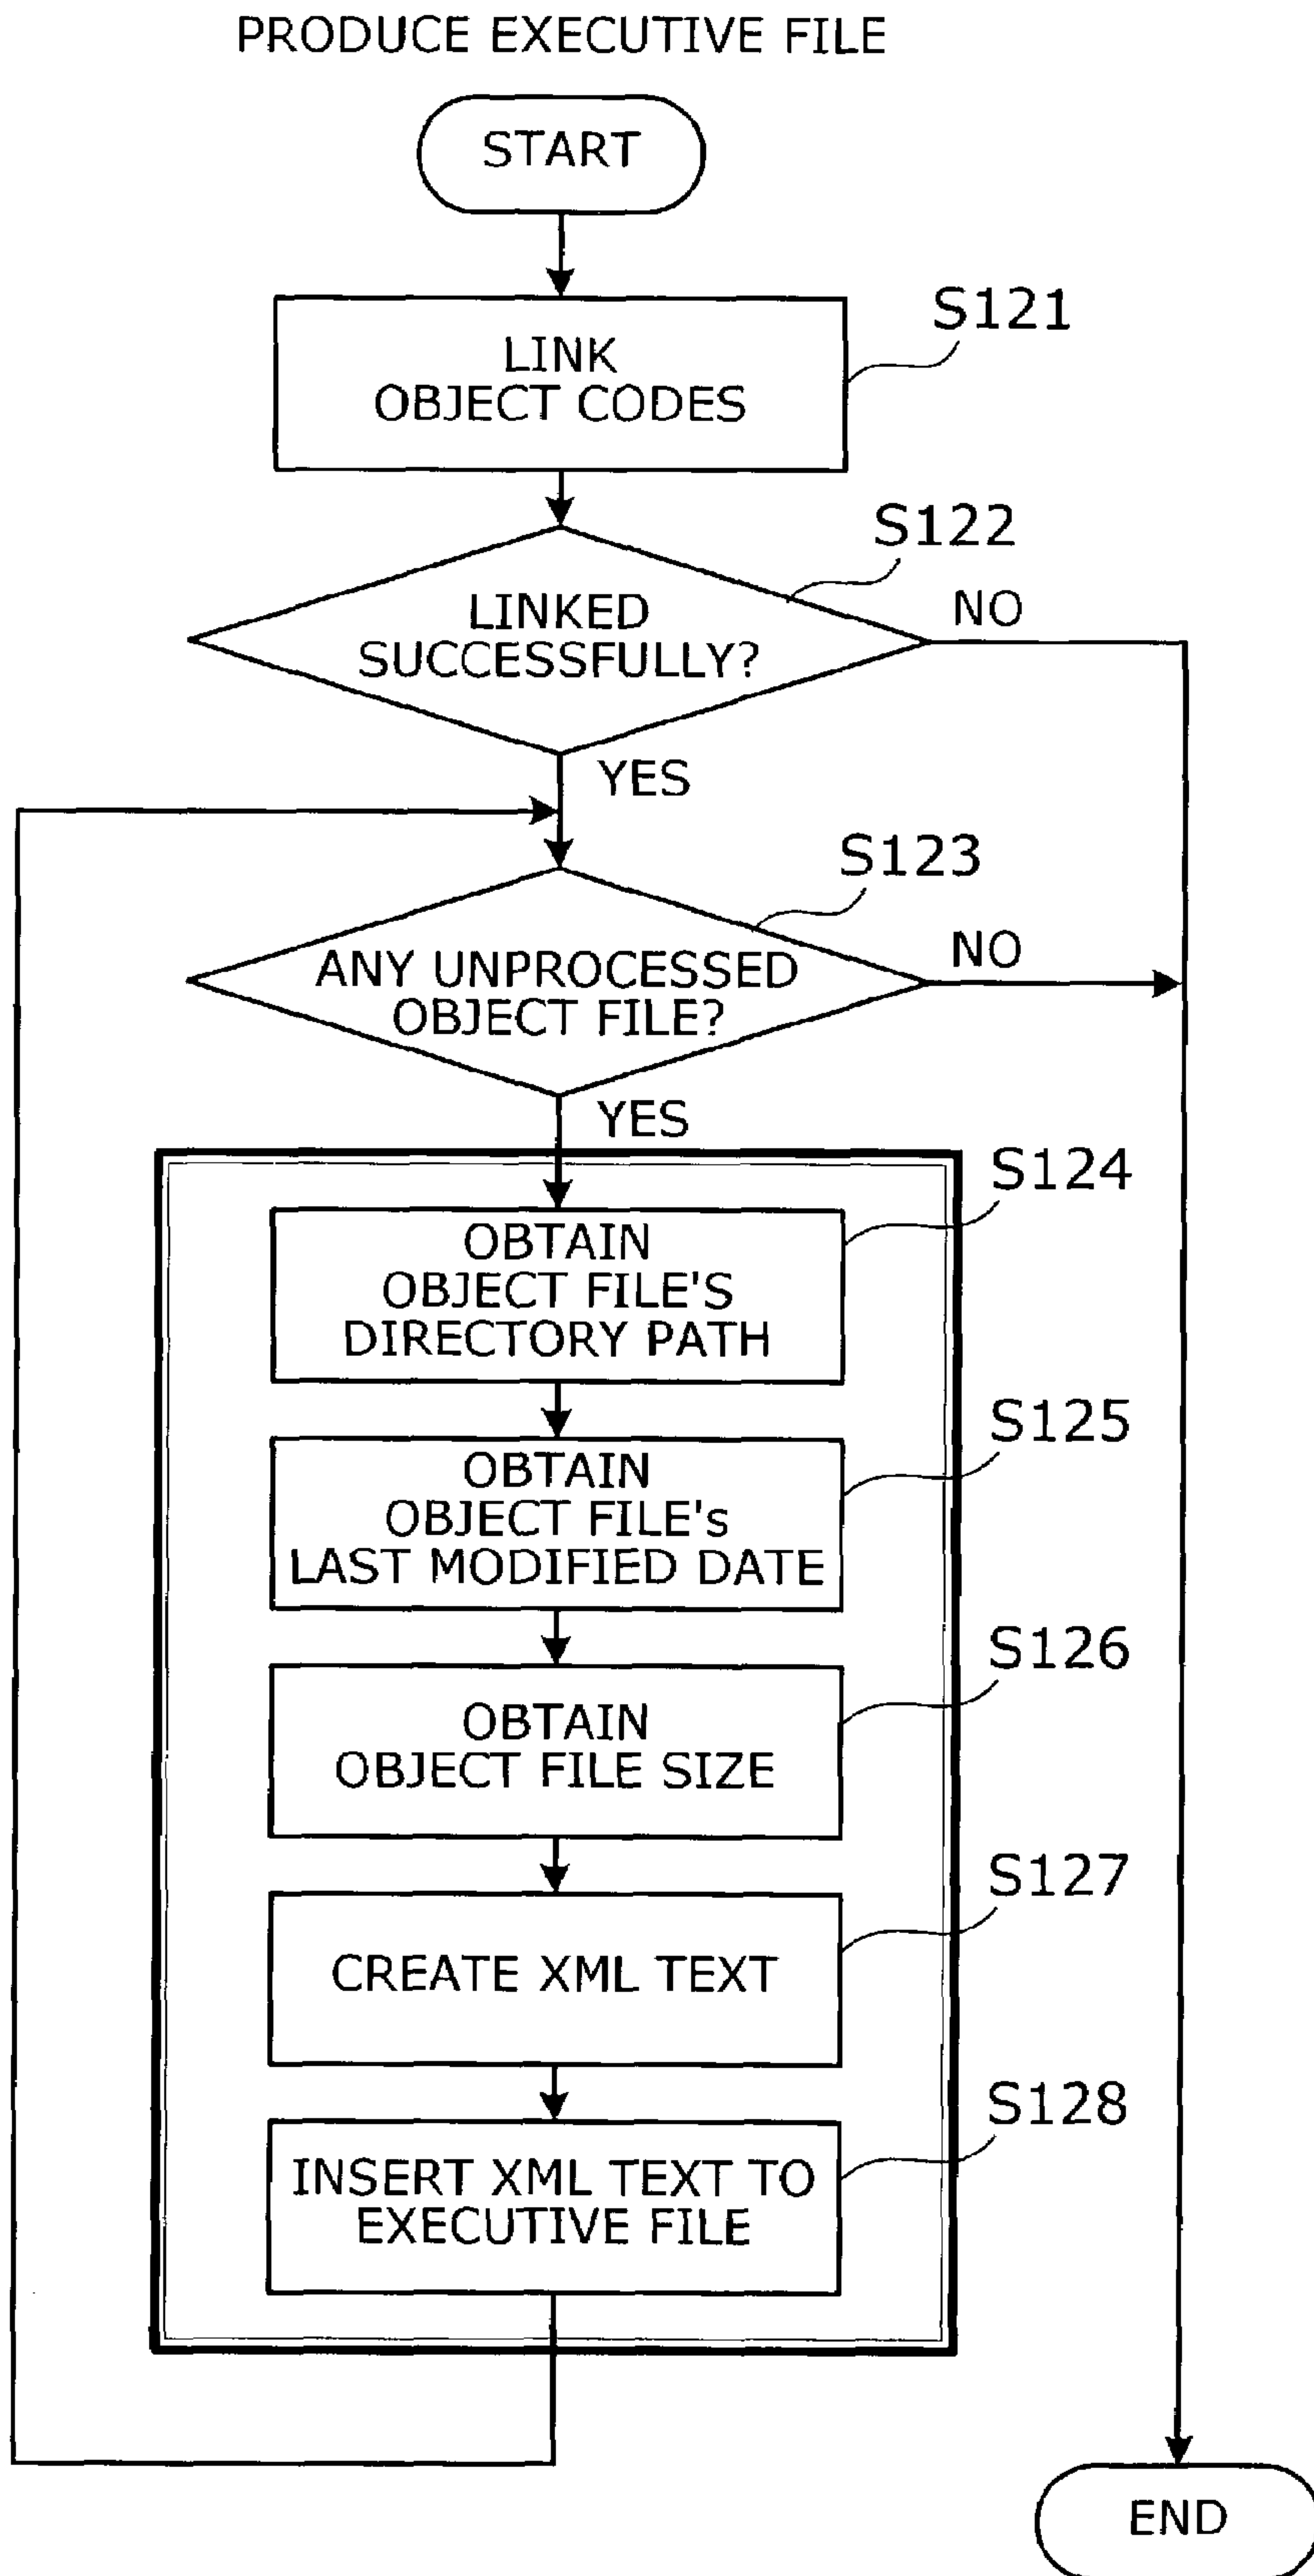 PRODUCE EXECUTIVE FILE
START
S121
LINK
OBJECT CODES
S122
LINKED
SUCCESSFULLY?
NO
YES
S123
ANY UNPROCESSED
OBJECT FILE?
NO
YES
S124
OBTAIN
OBJECT FILE'S
DIRECTORY PATH
S125
OBTAIN
OBJECT FILE's
LAST MODIFIED DATE
S126
OBTAIN
OBJECT FILE SIZE
S127
CREATE XML TEXT
S128
INSERT XML TEXT TO
EXECUTIVE FILE
END